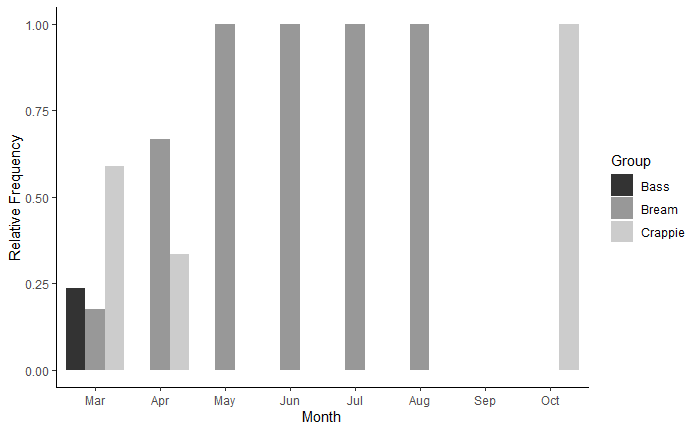 1.00
0.75
0.50
0.25
0.00
Relative Frequency
Mar Apr May Jun Jul Aug Sep Oct
Month
Group
Bass
Bream
Crappie